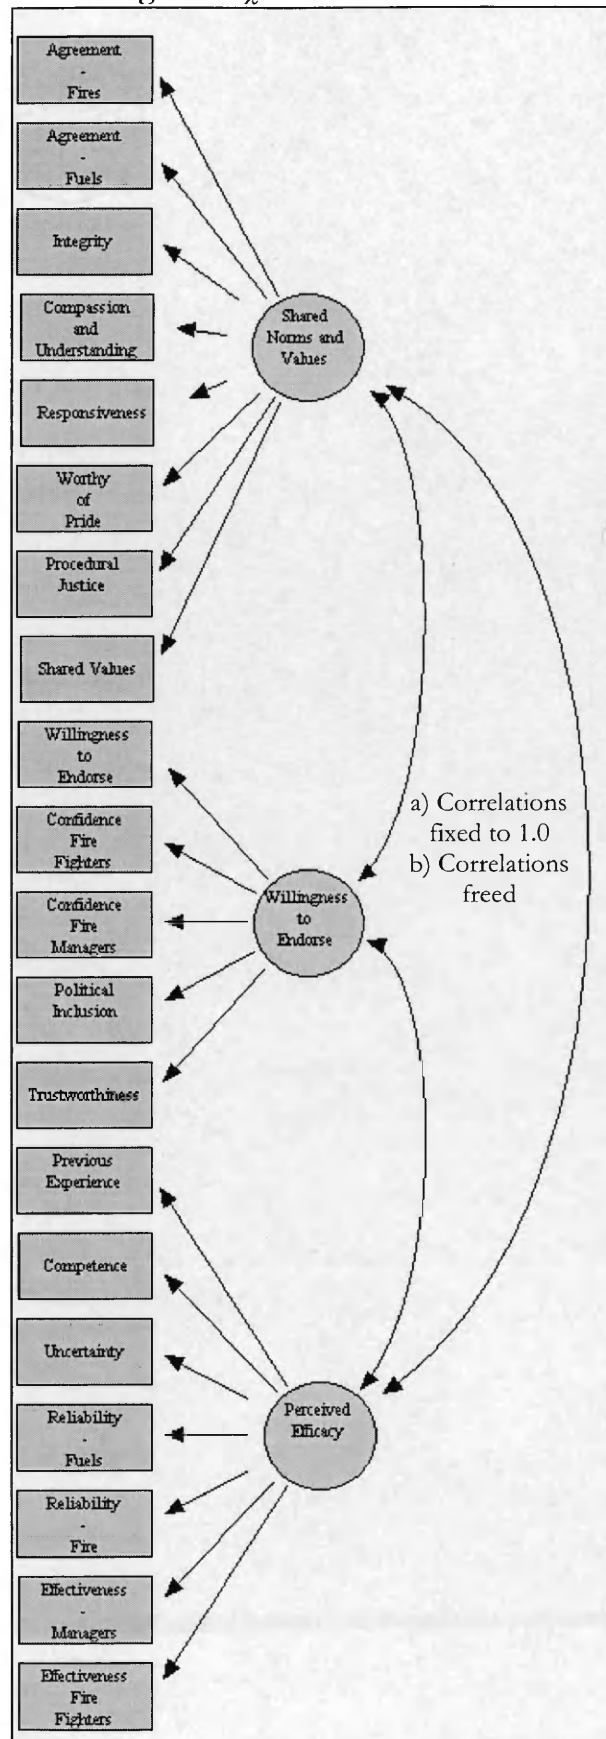 Agreement
-
Fires
Agreement
-
Fuels
Integrity
Compassion
and
Understanding
Responsiveness
Worthy
of
Pride
Procedural
Justice
Shared Values
Shared
Norms and
Values
Willingness
to
Endorse
Confidence
Fire
Fighters
Confidence
Fire
Managers
Political
Inclusion
Trustworthiness
Willingness
to
Endorse
a) Correlations
fixed to 1.0
b) Correlations
freed
Previous
Experience
Competence
Uncertainty
Reliability
-
Fuels
Reliability
-
Fire
Effectiveness
-
Managers
Effectiveness
Fire
Fighters
Perceived
Efficacy